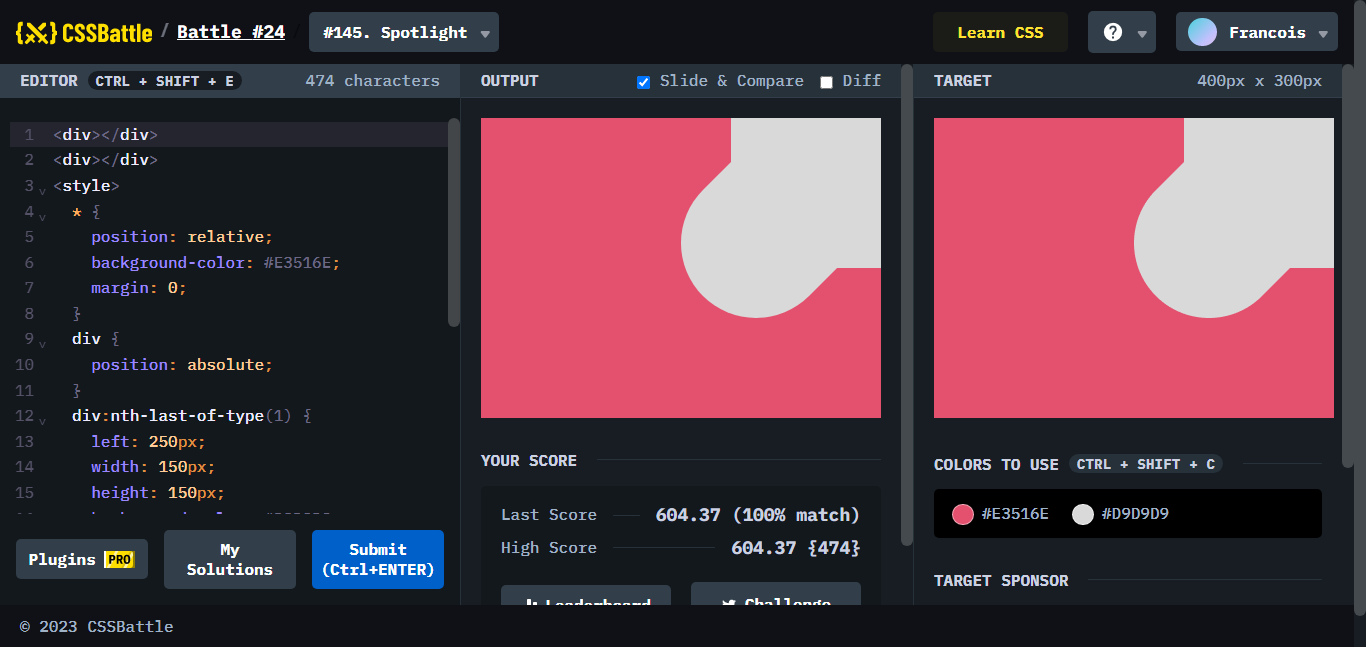 {X} CSSBattle / Battle #24 #145. Spotlight Learn CSS ? Francois
EDITOR CTRL + SHIFT + E 474 characters
1 <div></div>
2 <div></div>
3 <style>
4 * {
5 position: relative;
6 background-color: #E3516E;
7 margin: 0;
8 }
9 div {
10 position: absolute;
11 }
12 div:nth-last-of-type(1) {
13 left: 250px;
14 width: 150px;
15 height: 150px;
Plugins PRO
My Solutions
Submit (Ctrl+ENTER)
OUTPUT Slide & Compare Diff
YOUR SCORE
Last Score 604.37 (100% match)
High Score 604.37 {474}
Leaderboard Challenge
TARGET 400px x 300px
COLORS TO USE CTRL + SHIFT + C
#E3516E #D9D9D9
TARGET SPONSOR
© 2023 CSSBattle